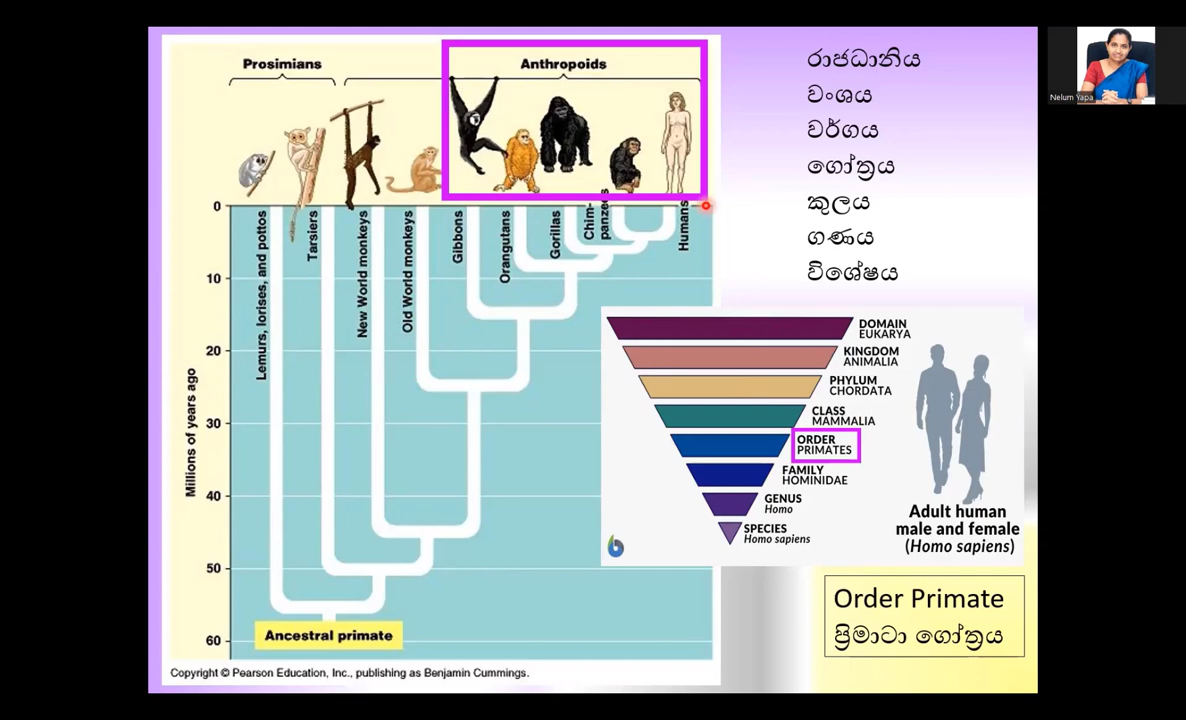 Prosimians
Anthropoids
0
10
20
30
40
50
60
Millions of years ago
Lemurs, lorises, and pottos
Tarsiers
New World monkeys
Old World monkeys
Gibbons
Orangutans
Gorillas
Chim-
panzees
Humans
Ancestral primate
Copyright © Pearson Education, Inc., publishing as Benjamin Cummings.
රාජධානිය
වංශය
වර්ගය
ගෝත්‍රය
කුලය
ගණය
විශේෂය
DOMAIN
EUKARYA
KINGDOM
ANIMALIA
PHYLUM
CHORDATA
CLASS
MAMMALIA
ORDER
PRIMATES
FAMILY
HOMINIDAE
GENUS
Homo
SPECIES
Homo sapiens
Adult human
male and female
(Homo sapiens)
Order Primate
ප්‍රිමාටා ගෝත්‍රය
Nelum Yapa